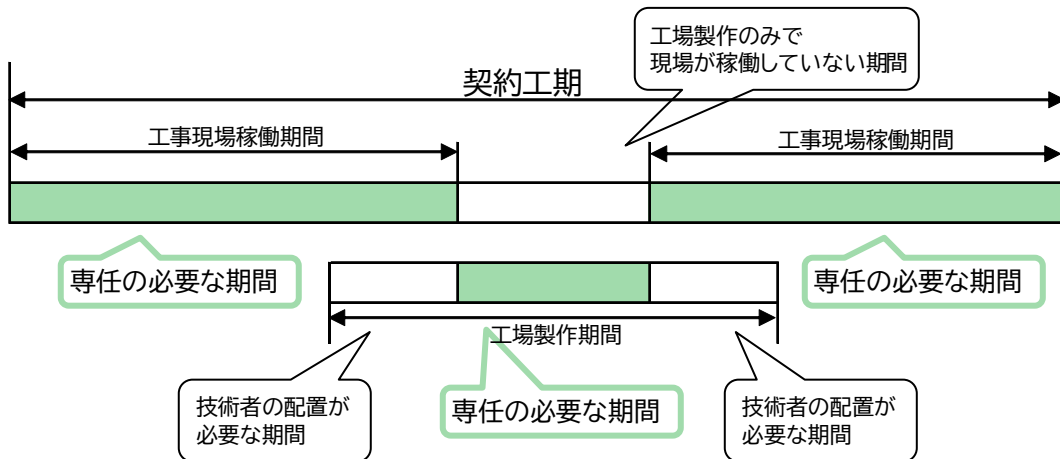 工場製作のみで
現場が稼働していない期間
契約工期
工事現場稼働期間
工事現場稼働期間
専任の必要な期間
専任の必要な期間
工場製作期間
技術者の配置が
必要な期間
専任の必要な期間
技術者の配置が
必要な期間